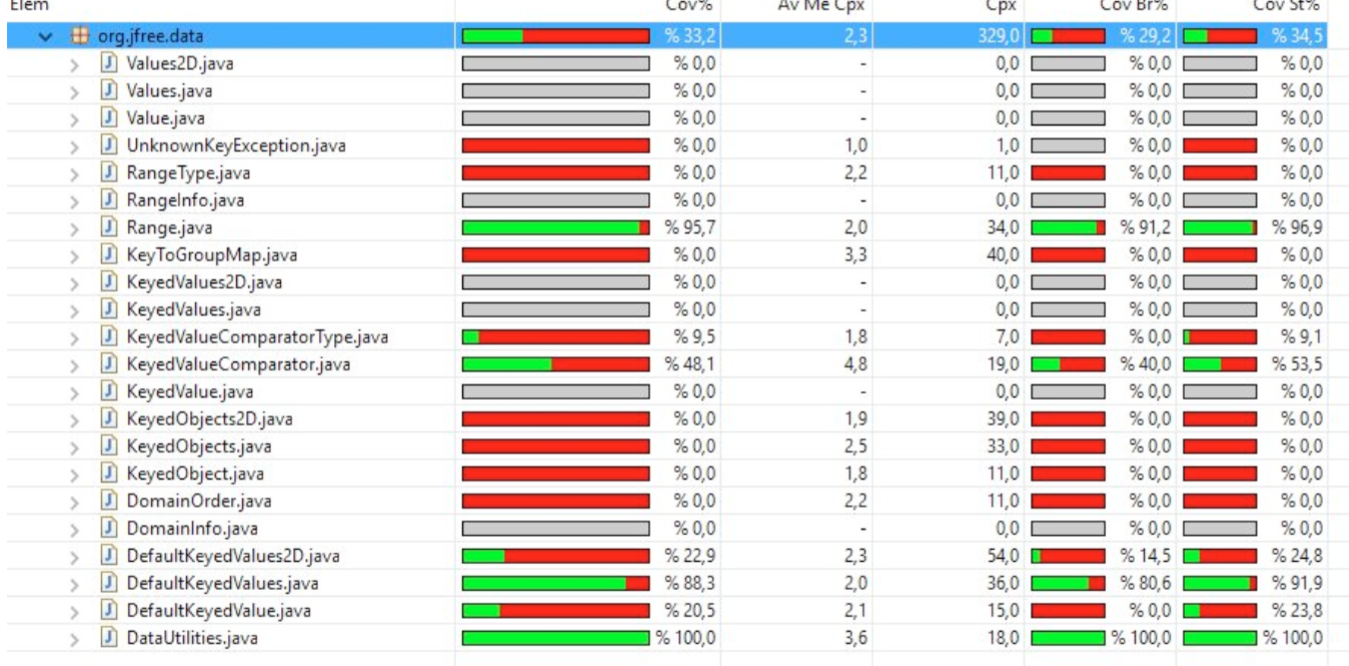 Elem Cov% Av Me Cpx Cpx Cov Br% Cov St%
org.jfree.data % 33,2 2,3 329,0 % 29,2 % 34,5
Values2D.java % 0,0 - 0,0 % 0,0 % 0,0
Values.java % 0,0 - 0,0 % 0,0 % 0,0
Value.java % 0,0 - 0,0 % 0,0 % 0,0
UnknownKeyException.java % 0,0 1,0 1,0 % 0,0 % 0,0
RangeType.java % 0,0 2,2 11,0 % 0,0 % 0,0
RangeInfo.java % 0,0 - 0,0 % 0,0 % 0,0
Range.java % 95,7 2,0 34,0 % 91,2 % 96,9
KeyToGroupMap.java % 0,0 3,3 40,0 % 0,0 % 0,0
KeyedValues2D.java % 0,0 - 0,0 % 0,0 % 0,0
KeyedValues.java % 0,0 - 0,0 % 0,0 % 0,0
KeyedValueComparatorType.java % 9,5 1,8 7,0 % 0,0 % 9,1
KeyedValueComparator.java % 48,1 4,8 19,0 % 40,0 % 53,5
KeyedValue.java % 0,0 - 0,0 % 0,0 % 0,0
KeyedObjects2D.java % 0,0 1,9 39,0 % 0,0 % 0,0
KeyedObjects.java % 0,0 2,5 33,0 % 0,0 % 0,0
KeyedObject.java % 0,0 1,8 11,0 % 0,0 % 0,0
DomainOrder.java % 0,0 2,2 11,0 % 0,0 % 0,0
DomainInfo.java % 0,0 - 0,0 % 0,0 % 0,0
DefaultKeyedValues2D.java % 22,9 2,3 54,0 % 14,5 % 24,8
DefaultKeyedValues.java % 88,3 2,0 36,0 % 80,6 % 91,9
DefaultKeyedValue.java % 20,5 2,1 15,0 % 0,0 % 23,8
DataUtilities.java % 100,0 3,6 18,0 % 100,0 % 100,0